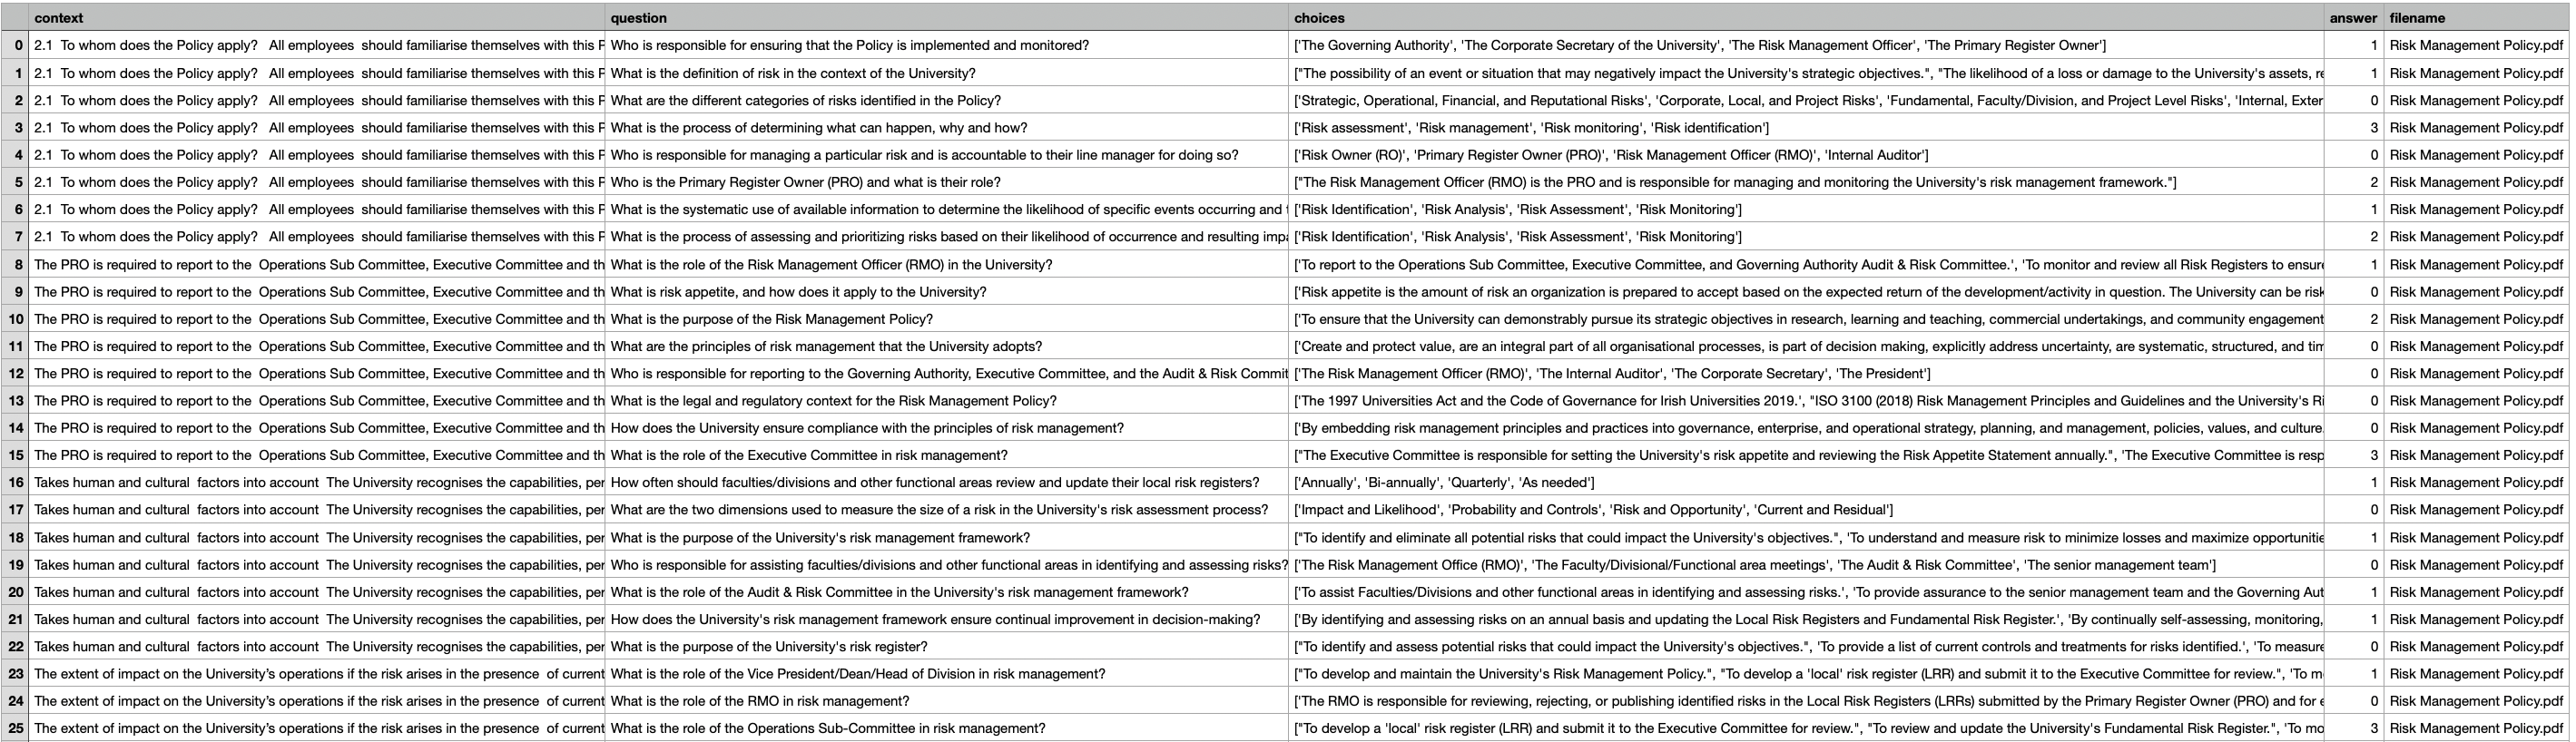 context question choices answer filename
0 2.1 To whom does the Policy apply? All employees should familiarise themselves with this Who is responsible for ensuring that the Policy is implemented and monitored? ['The Governing Authority', 'The Corporate Secretary of the University', 'The Risk Management Officer', 'The Primary Register Owner'] 1 Risk Management Policy.pdf
1 2.1 To whom does the Policy apply? All employees should familiarise themselves with this What is the definition of risk in the context of the University? ["The possibility of an event or situation that may negatively impact the University's strategic objectives.", "The likelihood of a loss or damage to the University's assets, re 1 Risk Management Policy.pdf
2 2.1 To whom does the Policy apply? All employees should familiarise themselves with this What are the different categories of risks identified in the Policy? ['Strategic, Operational, Financial, and Reputational Risks', 'Corporate, Local, and Project Risks', 'Fundamental, Faculty/Division, and Project Level Risks', 'Internal, Exter 0 Risk Management Policy.pdf
3 2.1 To whom does the Policy apply? All employees should familiarise themselves with this What is the process of determining what can happen, why and how? ['Risk assessment', 'Risk management', 'Risk monitoring', 'Risk identification'] 3 Risk Management Policy.pdf
4 2.1 To whom does the Policy apply? All employees should familiarise themselves with this Who is responsible for managing a particular risk and is accountable to their line manager for doing so? ['Risk Owner (RO)', 'Primary Register Owner (PRO)', 'Risk Management Officer (RMO)', 'Internal Auditor'] 0 Risk Management Policy.pdf
5 2.1 To whom does the Policy apply? All employees should familiarise themselves with this Who is the Primary Register Owner (PRO) and what is their role? ["The Risk Management Officer (RMO) is the PRO and is responsible for managing and monitoring the University's risk management framework."] 2 Risk Management Policy.pdf
6 2.1 To whom does the Policy apply? All employees should familiarise themselves with this What is the systematic use of available information to determine the likelihood of specific events occurring and ['Risk Identification', 'Risk Analysis', 'Risk Assessment', 'Risk Monitoring'] 1 Risk Management Policy.pdf
7 2.1 To whom does the Policy apply? All employees should familiarise themselves with this What is the process of assessing and prioritizing risks based on their likelihood of occurrence and resulting impa ['Risk Identification', 'Risk Analysis', 'Risk Assessment', 'Risk Monitoring'] 2 Risk Management Policy.pdf
8 The PRO is required to report to the Operations Sub Committee, Executive Committee and th What is the role of the Risk Management Officer (RMO) in the University? ['To report to the Operations Sub Committee, Executive Committee, and Governing Authority Audit & Risk Committee.', 'To monitor and review all Risk Registers to ensure 1 Risk Management Policy.pdf
9 The PRO is required to report to the Operations Sub Committee, Executive Committee and th What is risk appetite, and how does it apply to the University? ['Risk appetite is the amount of risk an organization is prepared to accept based on the expected return of the development/activity in question. The University can be risk 0 Risk Management Policy.pdf
10 The PRO is required to report to the Operations Sub Committee, Executive Committee and th What is the purpose of the Risk Management Policy? ['To ensure that the University can demonstrably pursue its strategic objectives in research, learning and teaching, commercial undertakings, and community engagement 2 Risk Management Policy.pdf
11 The PRO is required to report to the Operations Sub Committee, Executive Committee and th What are the principles of risk management that the University adopts? ['Create and protect value, are an integral part of all organisational processes, is part of decision making, explicitly address uncertainty, are systematic, structured, and tim 0 Risk Management Policy.pdf
12 The PRO is required to report to the Operations Sub Committee, Executive Committee and th Who is responsible for reporting to the Governing Authority, Executive Committee, and the Audit & Risk Commit ['The Risk Management Officer (RMO)', 'The Internal Auditor', 'The Corporate Secretary', 'The President'] 0 Risk Management Policy.pdf
13 The PRO is required to report to the Operations Sub Committee, Executive Committee and th What is the legal and regulatory context for the Risk Management Policy? ['The 1997 Universities Act and the Code of Governance for Irish Universities 2019.', "ISO 3100 (2018) Risk Management Principles and Guidelines and the University's Ri 0 Risk Management Policy.pdf
14 The PRO is required to report to the Operations Sub Committee, Executive Committee and th How does the University ensure compliance with the principles of risk management? ['By embedding risk management principles and practices into governance, enterprise, and operational strategy, planning, and management, policies, values, and culture. 0 Risk Management Policy.pdf
15 The PRO is required to report to the Operations Sub Committee, Executive Committee and th What is the role of the Executive Committee in risk management? ["The Executive Committee is responsible for setting the University's risk appetite and reviewing the Risk Appetite Statement annually.", 'The Executive Committee is resp 3 Risk Management Policy.pdf
16 Takes human and cultural factors into account The University recognises the capabilities, per How often should faculties/divisions and other functional areas review and update their local risk registers? ['Annually', 'Bi-annually', 'Quarterly', 'As needed'] 1 Risk Management Policy.pdf
17 Takes human and cultural factors into account The University recognises the capabilities, per What are the two dimensions used to measure the size of a risk in the University's risk assessment process? ['Impact and Likelihood', 'Probability and Controls', 'Risk and Opportunity', 'Current and Residual'] 0 Risk Management Policy.pdf
18 Takes human and cultural factors into account The University recognises the capabilities, per What is the purpose of the University's risk management framework? ["To identify and eliminate all potential risks that could impact the University's objectives.", 'To understand and measure risk to minimize losses and maximize opportunitie 1 Risk Management Policy.pdf
19 Takes human and cultural factors into account The University recognises the capabilities, per Who is responsible for assisting faculties/divisions and other functional areas in identifying and assessing risks? ['The Risk Management Office (RMO)', 'The Faculty/Divisional/Functional area meetings', 'The Audit & Risk Committee', 'The senior management team'] 0 Risk Management Policy.pdf
20 Takes human and cultural factors into account The University recognises the capabilities, per What is the role of the Audit & Risk Committee in the University's risk management framework? ['To assist Faculties/Divisions and other functional areas in identifying and assessing risks.', 'To provide assurance to the senior management team and the Governing Aut 1 Risk Management Policy.pdf
21 Takes human and cultural factors into account The University recognises the capabilities, per How does the University's risk management framework ensure continual improvement in decision-making? ['By identifying and assessing risks on an annual basis and updating the Local Risk Registers and Fundamental Risk Register.', 'By continually self-assessing, monitoring, 1 Risk Management Policy.pdf
22 Takes human and cultural factors into account The University recognises the capabilities, per What is the purpose of the University's risk register? ["To identify and assess potential risks that could impact the University's objectives.", 'To provide a list of current controls and treatments for risks identified.', 'To measure 0 Risk Management Policy.pdf
23 The extent of impact on the University's operations if the risk arises in the presence of current What is the role of the Vice President/Dean/Head of Division in risk management? ["To develop and maintain the University's Risk Management Policy.", "To develop a 'local' risk register (LRR) and submit it to the Executive Committee for review.", 'To m 1 Risk Management Policy.pdf
24 The extent of impact on the University's operations if the risk arises in the presence of current What is the role of the RMO in risk management? ['The RMO is responsible for reviewing, rejecting, or publishing identified risks in the Local Risk Registers (LRRs) submitted by the Primary Register Owner (PRO) and for e 0 Risk Management Policy.pdf
25 The extent of impact on the University's operations if the risk arises in the presence of current What is the role of the Operations Sub-Committee in risk management? ["To develop a 'local' risk register (LRR) and submit it to the Executive Committee for review.", "To review and update the University's Fundamental Risk Register.", 'To mo 3 Risk Management Policy.pdf